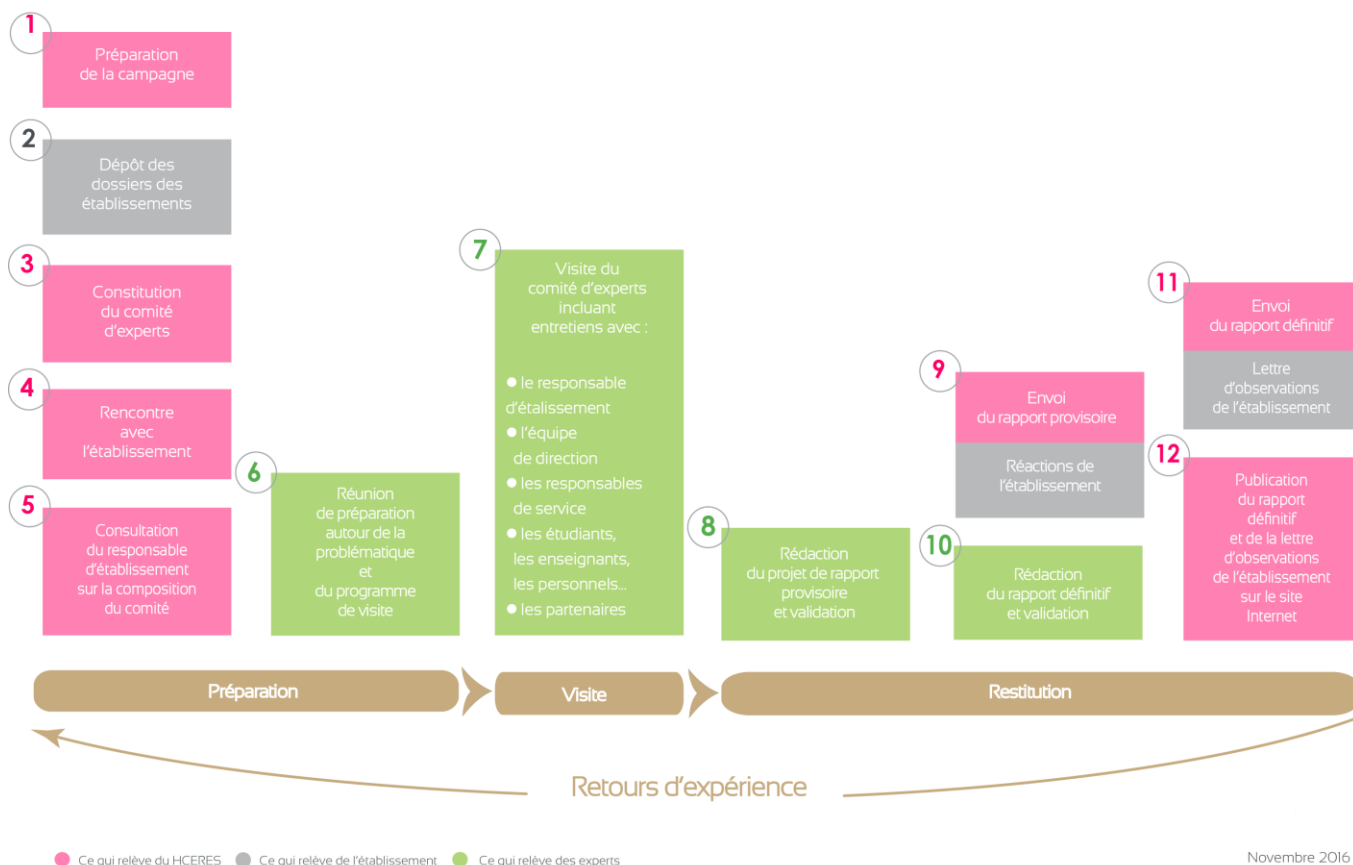 1
Préparation
de la campagne
2
Dépôt des
dossiers des
établissements
3
Constitution
du comité
d'experts
4
Rencontre
avec
l'établissement
5
Consultation
du responsable
d'établissement
sur la composition
du comité
6
Réunion
de préparation
autour de la
problématique
et
du programme
de visite
7
Visite du
comité d'experts
incluant
entretiens avec :
● le responsable
d'étalissement
● l'équipe
de direction
● les responsables
de service
● les étudiants,
les enseignants,
les personnels...
● les partenaires
8
Rédaction
du projet de rapport
provisoire
et validation
9
Envoi
du rapport provisoire
Réactions de
l'établissement
10
Rédaction
du rapport définitif
et validation
11
Envoi
du rapport définitif
Lettre
d'observations
de l'établissement
12
Publication
du rapport
définitif
et de la lettre
d'observations
de l'établissement
sur le site
Internet
Préparation
Visite
Restitution
Retours d'expérience
Ce qui relève du HCERES
Ce qui relève de l'établissement
Ce qui relève des experts
Novembre 2016